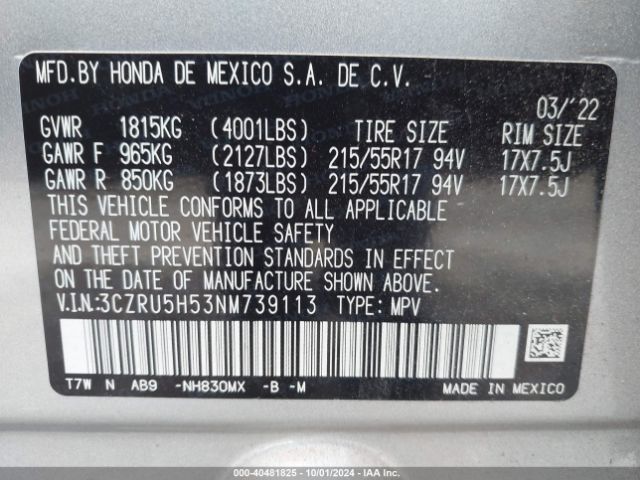 MFD.BY HONDA DE MEXICO S.A. DE C.V.
03/'22
GVWR 1815KG (4001LBS) TIRE SIZE RIM SIZE
GAWR F 965KG (2127LBS) 215/55R17 94V 17X7.5J
GAWR R 850KG (1873LBS) 215/55R17 94V 17X7.5J
THIS VEHICLE CONFORMS TO ALL APPLICABLE
FEDERAL MOTOR VEHICLE SAFETY
AND THEFT PREVENTION STANDARDS IN EFFECT
ON THE DATE OF MANUFACTURE SHOWN ABOVE.
V.I.N.:3CZRU5H53NM739113 TYPE: MPV
T7W N AB9 -NH830MX -B -M MADE IN MEXICO
000-40481825 - 10/01/2024 - IAA Inc.